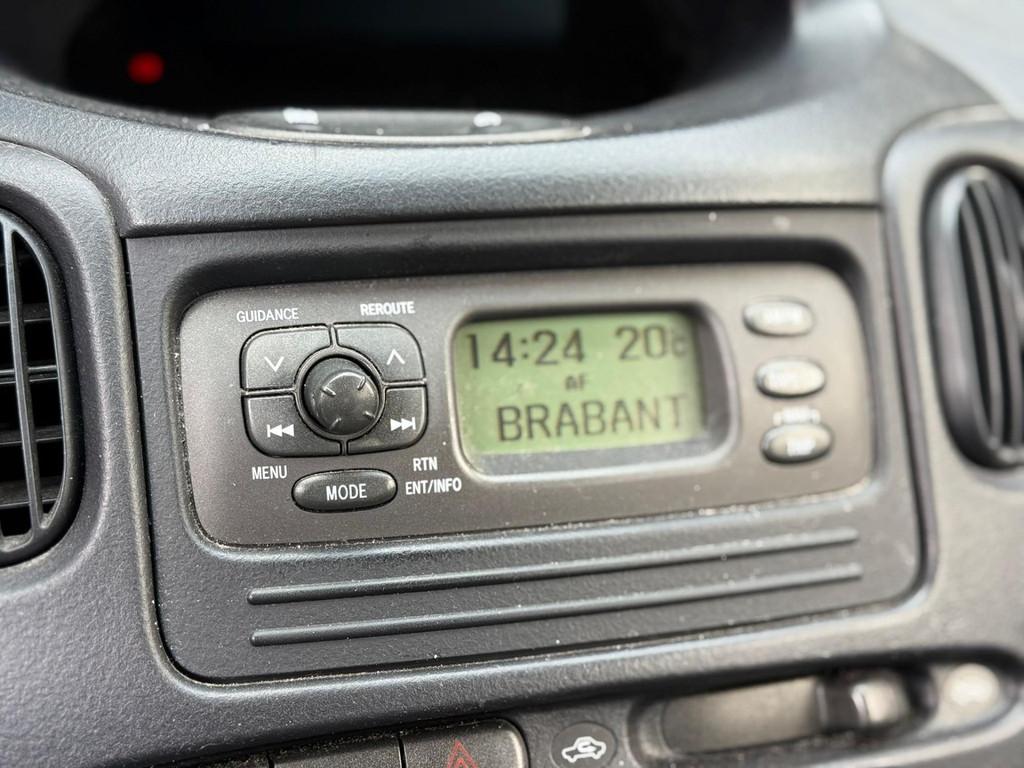 GUIDANCE
REROUTE
14:24 20c
AF
BRABANT
MENU
RTN
MODE
ENT/INFO